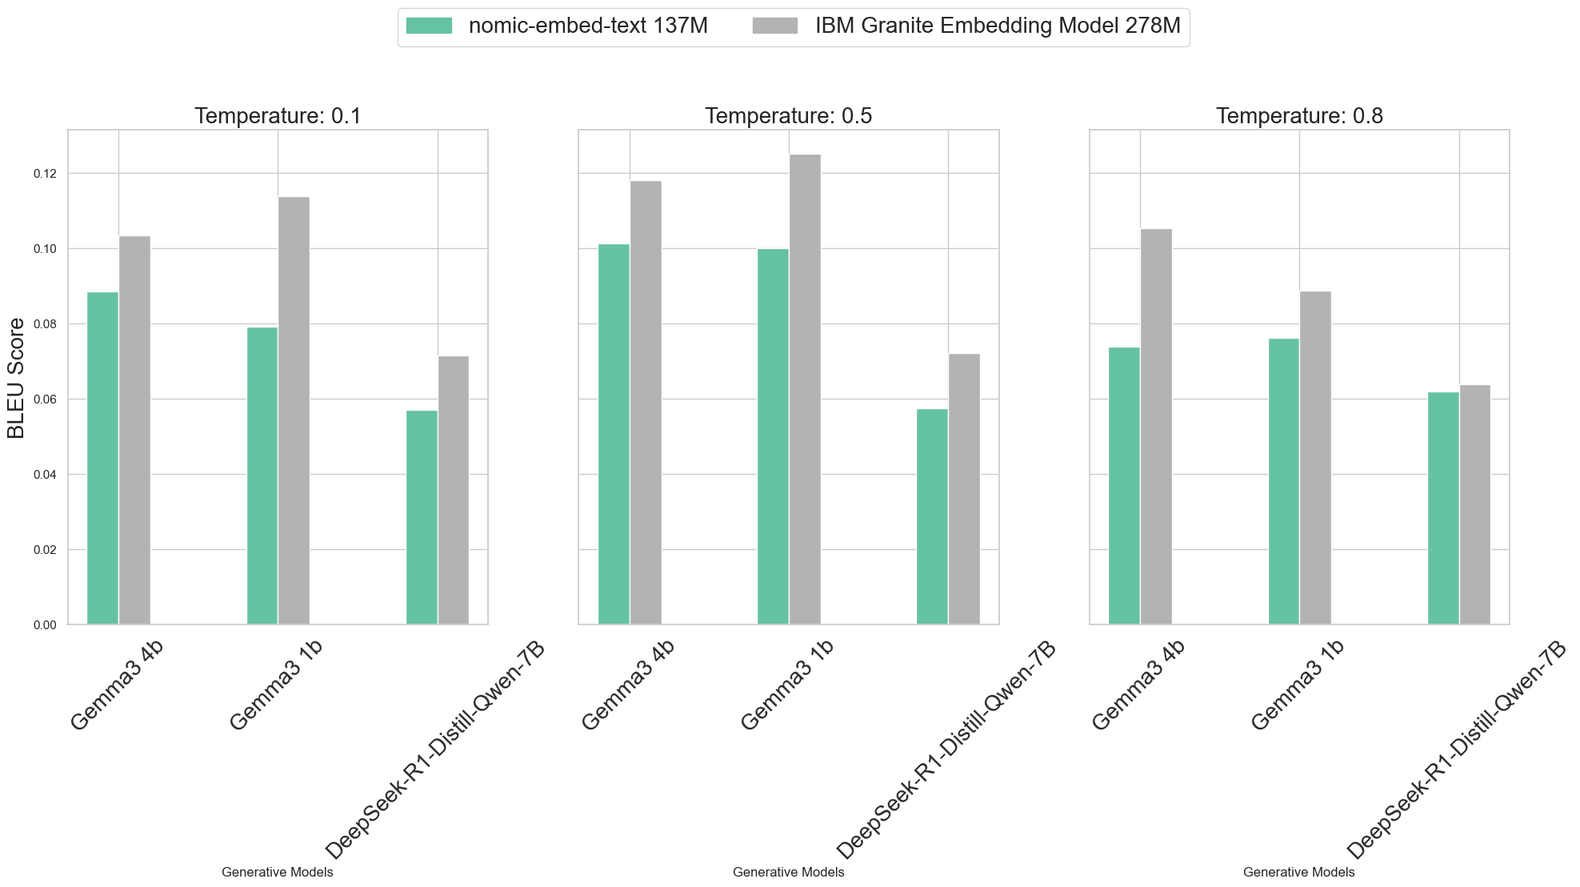 nomic-embed-text 137M
IBM Granite Embedding Model 278M
Temperature: 0.1
Temperature: 0.5
Temperature: 0.8
BLEU Score
0.12
0.10
0.08
0.06
0.04
0.02
0.00
Gemma3 4b
Gemma3 1b
DeepSeek-R1-Distill-Qwen-7B
Gemma3 4b
Gemma3 1b
DeepSeek-R1-Distill-Qwen-7B
Gemma3 4b
Gemma3 1b
DeepSeek-R1-Distill-Qwen-7B
Generative Models
Generative Models
Generative Models